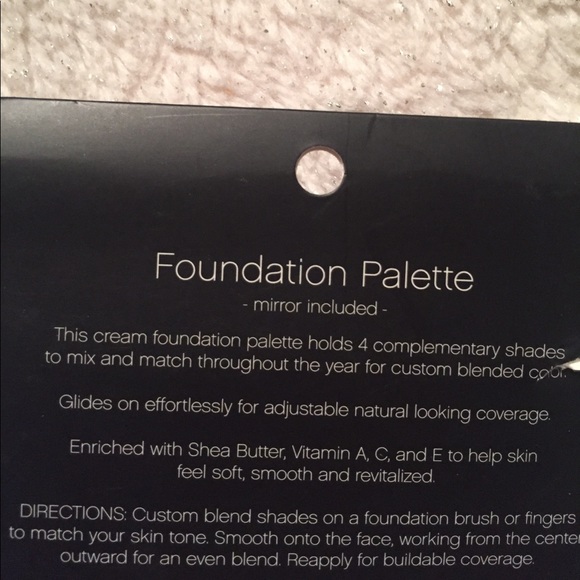 Foundation Palette
- mirror included -
This cream foundation palette holds 4 complementary shades
to mix and match throughout the year for custom blended
Glides on effortlessly for adjustable natural looking coverage.
Enriched with Shea Butter, Vitamin A, C, and E to help skin
feel soft, smooth and revitalized.
DIRECTIONS: Custom blend shades on a foundation brush or fingers
to match your skin tone. Smooth onto the face, working from the center
outward for an even blend. Reapply for buildable coverage.